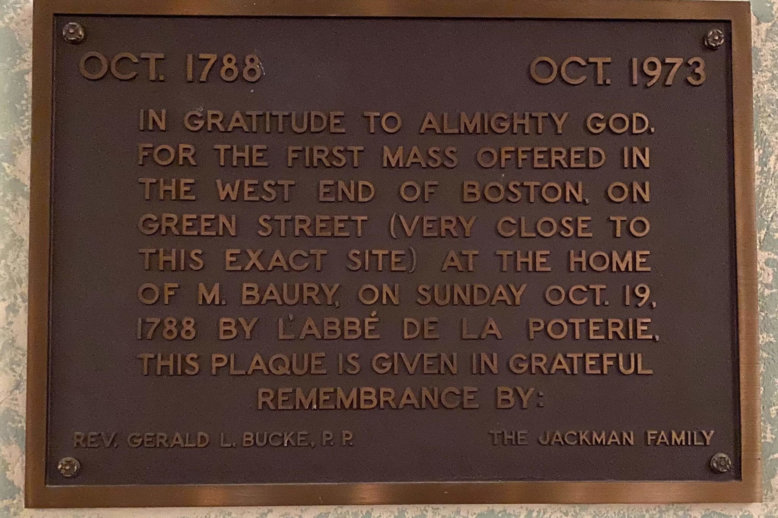 OCT. 1788 OCT. 1973
IN GRATITUDE TO ALMIGHTY GOD,
FOR THE FIRST MASS OFFERED IN
THE WEST END OF BOSTON, ON
GREEN STREET (VERY CLOSE TO
THIS EXACT SITE) AT THE HOME
OF M. BAURY, ON SUNDAY OCT. 19,
1788 BY L'ABBÉ DE LA POTERIE,
THIS PLAQUE IS GIVEN IN GRATEFUL
REMEMBRANCE BY:
REV. GERALD L. BUCKE, P. P. THE JACKMAN FAMILY